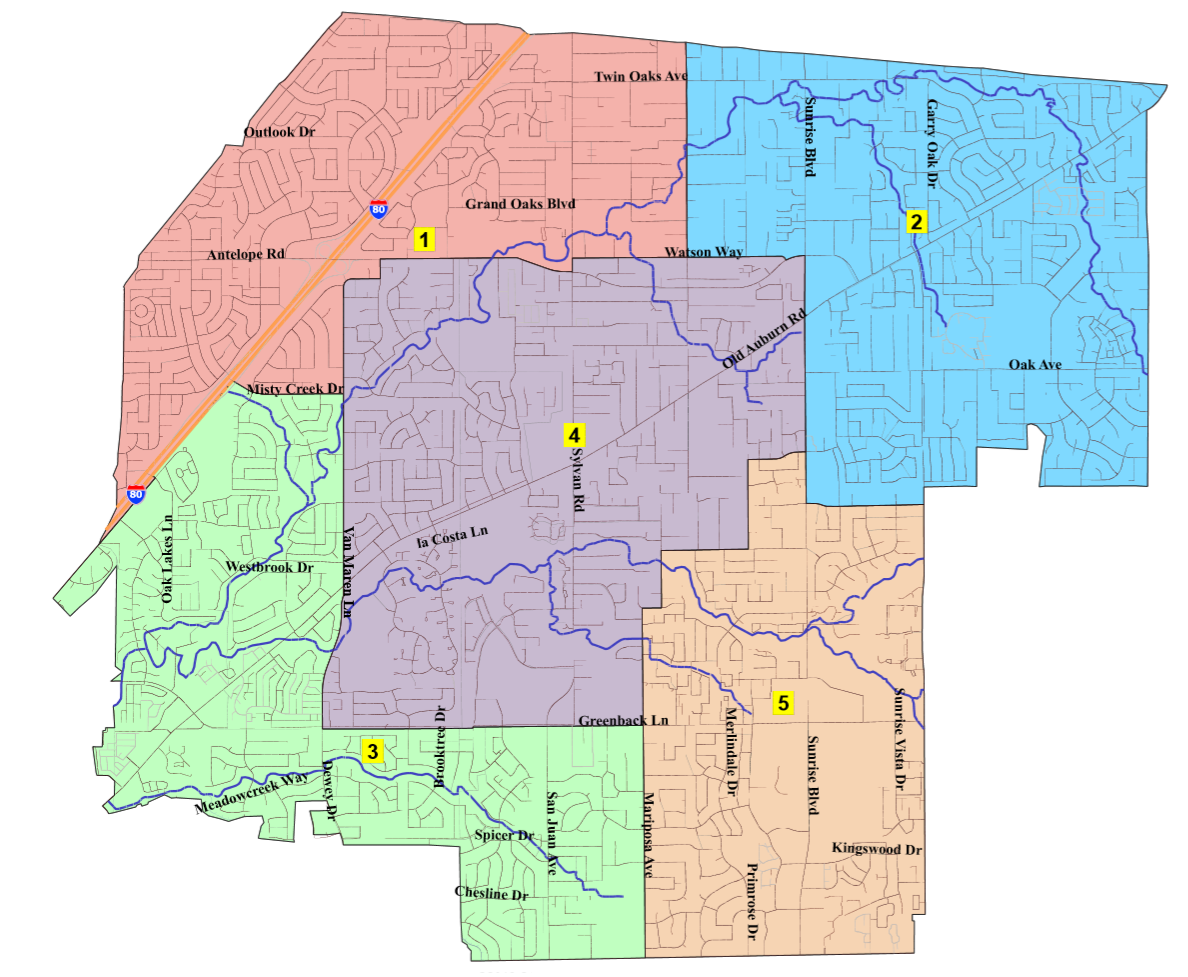 Twin Oaks Ave
Sunrise Blvd
Garry Oak Dr
Outlook Dr
80
Grand Oaks Blvd
2
1
Antelope Rd
Watson Way
Old Auburn Rd
Oak Ave
Misty Creek Dr
4
Sylvan Rd
80
Oak Lakes Ln
la Costa Ln
Van Maren Ln
Westbrook Dr
5
Sunrise Vista Dr
Greenback Ln
Brooktree Dr
Merlindale Dr
3
Sunrise Blvd
Dewey Dr
Meadowcreek Way
San Juan Ave
Mariposa Ave
Spicer Dr
Kingswood Dr
Chesline Dr
Primrose Dr